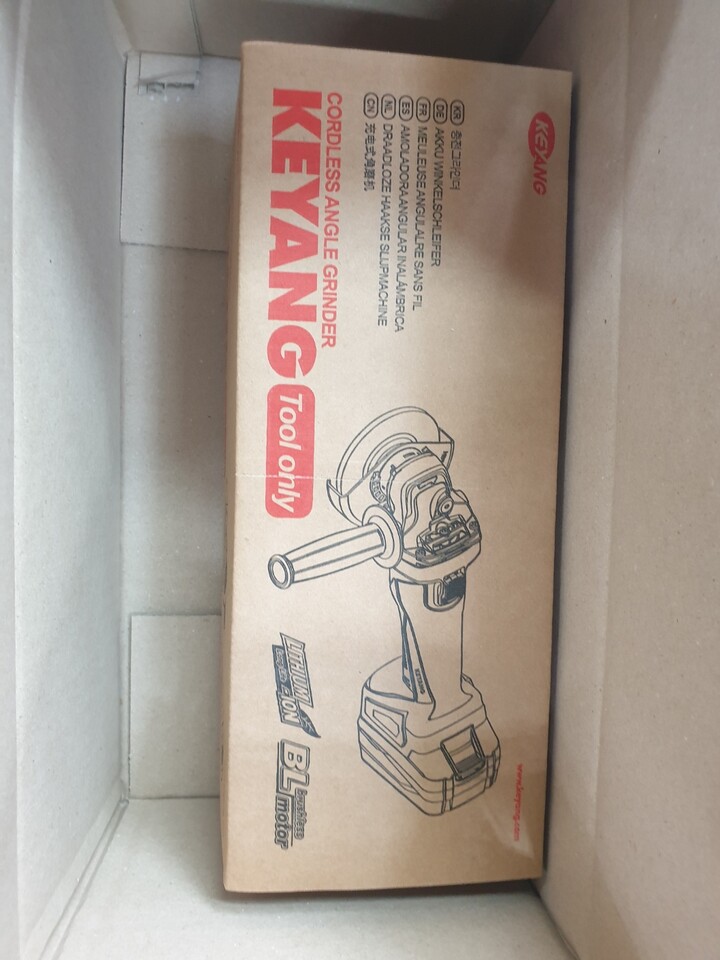 KEYANG
KR 충전그라인더
DE AKKU WINKELSCHLEIFER
FR MEULEUSE ANGULALRE SANS FIL
ES AMOLADORA ANGULAR INALÁMBRICA
NL DRAADLOZE HAAKSE SLIJPMACHINE
CN 充电式角磨机
CORDLESS ANGLE GRINDER
KEYANG Tool only
KEYANG
LITHIUM
-ION
BL brushless
motor
www.keyang.com